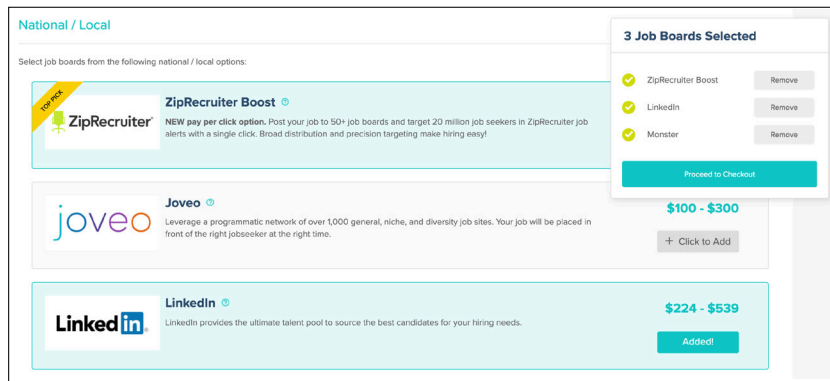 National / Local
Select job boards from the following national / local options:
3 Job Boards Selected
ZipRecruiter Boost Remove
LinkedIn Remove
Monster Remove
Proceed to Checkout
TOP PICK
ZipRecruiter
ZipRecruiter Boost ?
NEW pay per click option. Post your job to 50+ job boards and target 20 million job seekers in ZipRecruiter job
alerts with a single click. Broad distribution and precision targeting make hiring easy!
joveo
Joveo ?
Leverage a programmatic network of over 1,000 general, niche, and diversity job sites. Your job will be placed in
front of the right jobseeker at the right time.
$100 - $300
+ Click to Add
Linked in.
LinkedIn ?
LinkedIn provides the ultimate talent pool to source the best candidates for your hiring needs.
$224 - $539
Added!